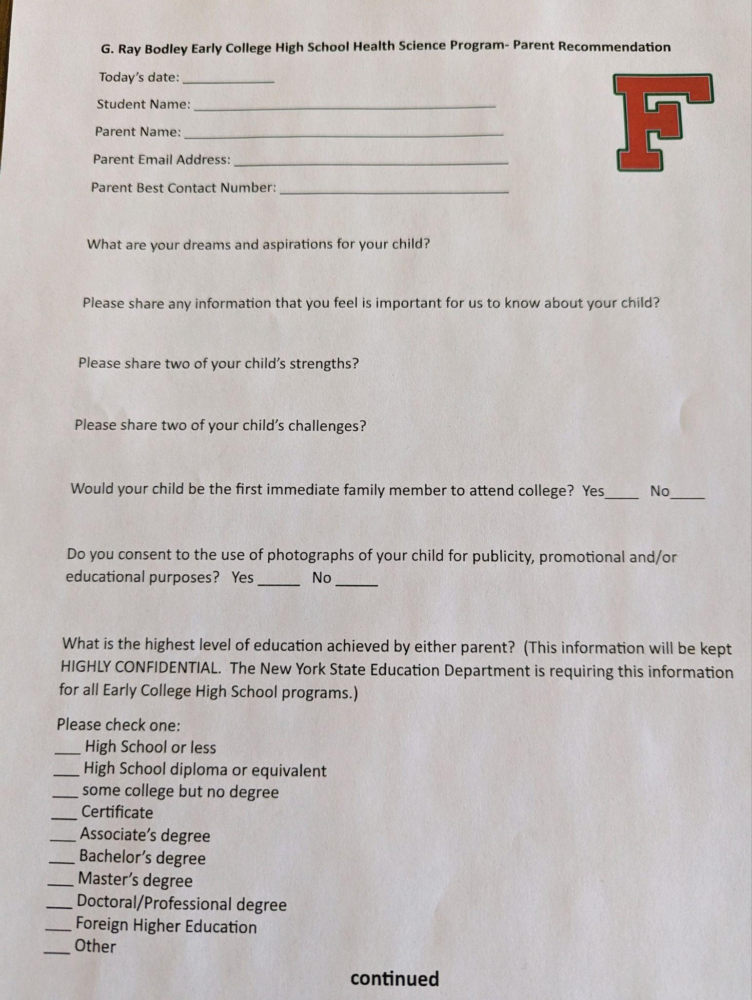 G. Ray Bodley Early College High School Health Science Program- Parent Recommendation
Today's date: ____________
Student Name: ________________________________________
Parent Name: __________________________________________
Parent Email Address: ____________________________________
Parent Best Contact Number: ______________________________
F
What are your dreams and aspirations for your child?
Please share any information that you feel is important for us to know about your child?
Please share two of your child's strengths?
Please share two of your child's challenges?
Would your child be the first immediate family member to attend college? Yes____ No____
Do you consent to the use of photographs of your child for publicity, promotional and/or
educational purposes? Yes _____ No _____
What is the highest level of education achieved by either parent? (This information will be kept
HIGHLY CONFIDENTIAL. The New York State Education Department is requiring this information
for all Early College High School programs.)
Please check one:
___ High School or less
___ High School diploma or equivalent
___ some college but no degree
___ Certificate
___ Associate's degree
___ Bachelor's degree
___ Master's degree
___ Doctoral/Professional degree
___ Foreign Higher Education
___ Other
continued